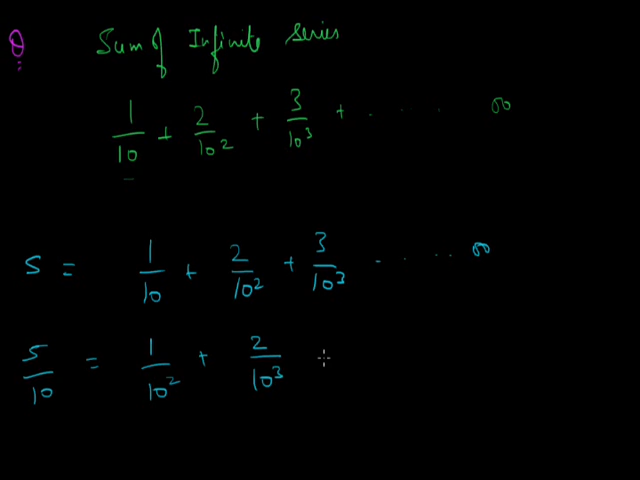 Q Sum of Infinite series
1/10 + 2/10² + 3/10³ + ..... ∞
S = 1/10 + 2/10² + 3/10³ ..... ∞
S/10 = 1/10² + 2/10³